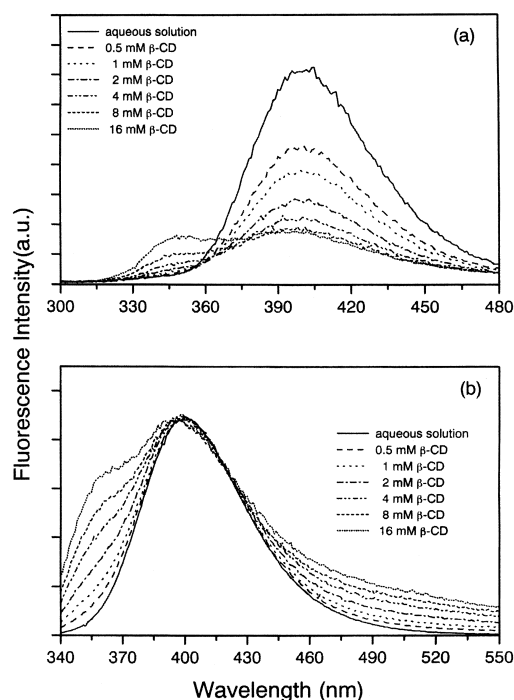 (a)
aqueous solution
0.5 mM β-CD
1 mM β-CD
2 mM β-CD
4 mM β-CD
8 mM β-CD
16 mM β-CD
300 330 360 390 420 450 480
Fluorescence Intensity(a.u.)
(b)
aqueous solution
0.5 mM β-CD
1 mM β-CD
2 mM β-CD
4 mM β-CD
8 mM β-CD
16 mM β-CD
340 370 400 430 460 490 520 550
Wavelength (nm)